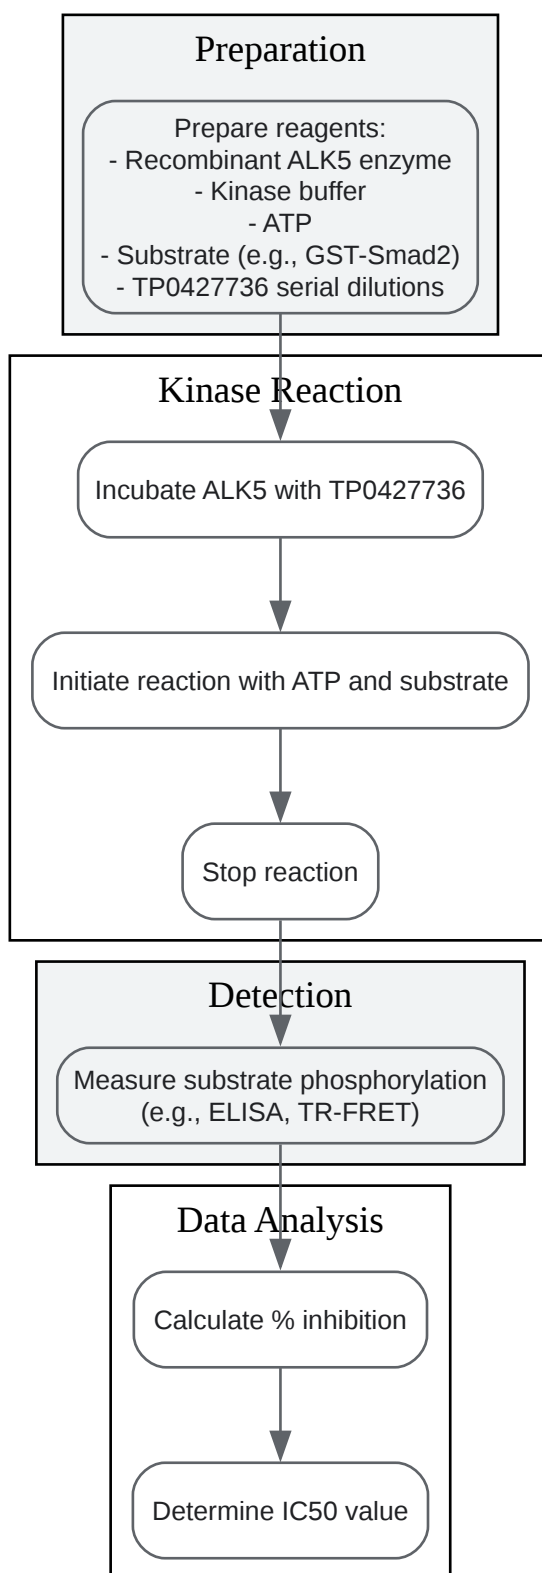 Preparation
Prepare reagents:
- Recombinant ALK5 enzyme
- Kinase buffer
- ATP
- Substrate (e.g., GST-Smad2)
- TP0427736 serial dilutions
Kinase Reaction
Incubate ALK5 with TP0427736
Initiate reaction with ATP and substrate
Stop reaction
Detection
Measure substrate phosphorylation
(e.g., ELISA, TR-FRET)
Data Analysis
Calculate % inhibition
Determine IC50 value